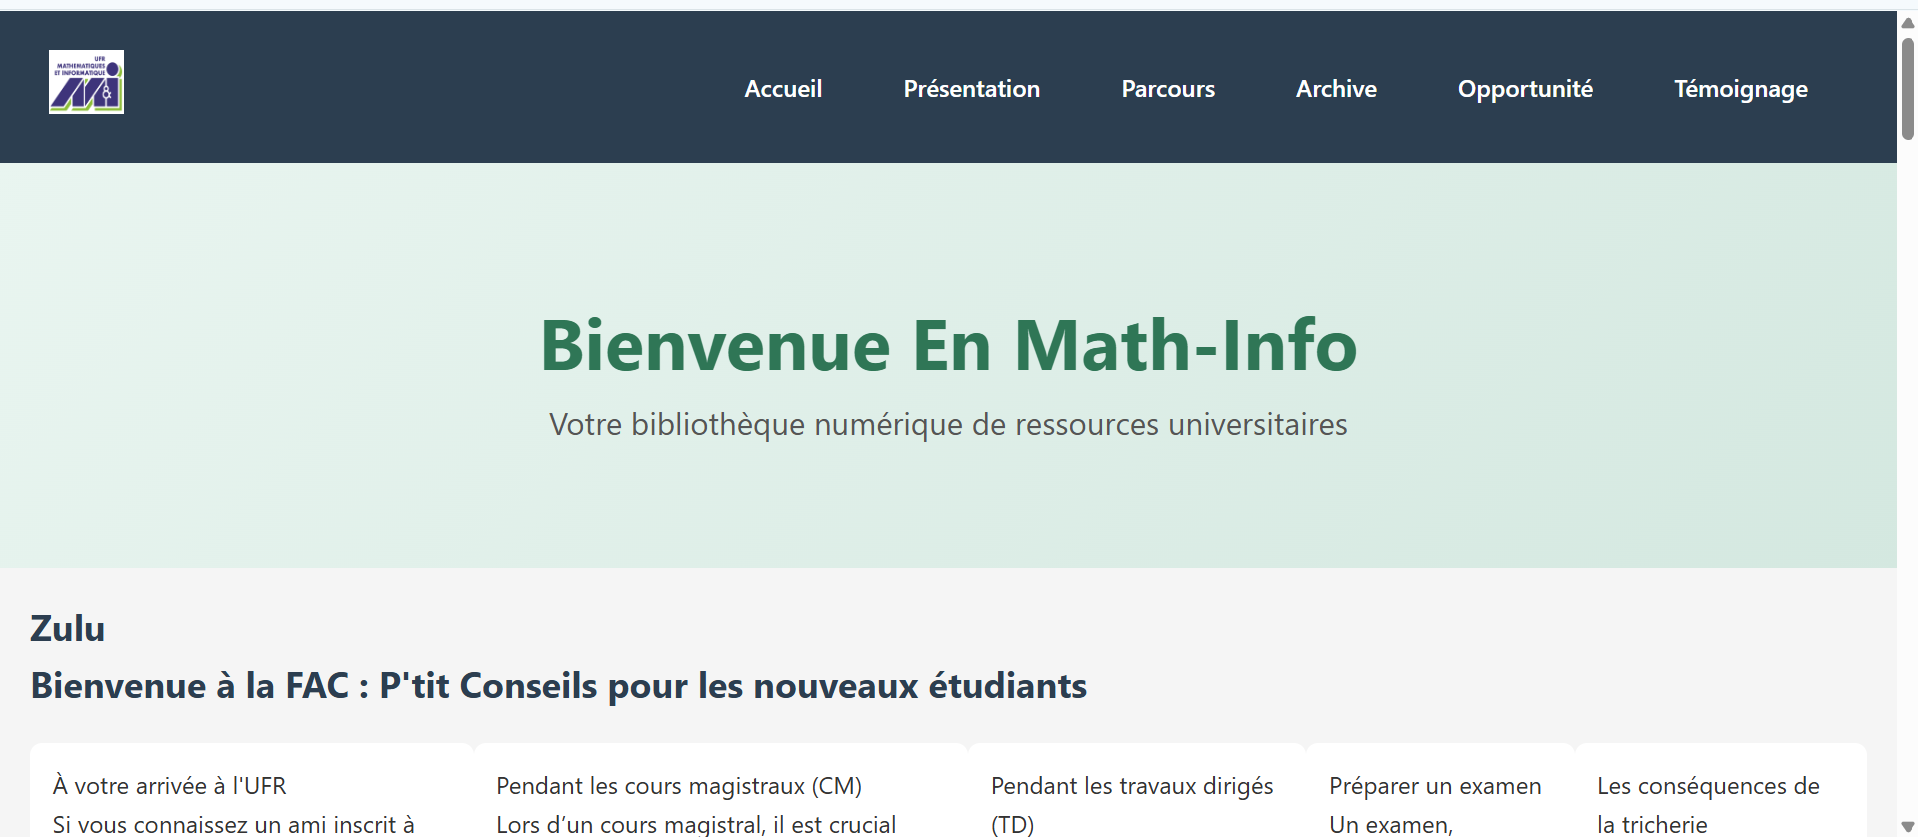 UFR
MATHEMATIQUES
ET INFORMATIQUE
M&I
Accueil
Présentation
Parcours
Archive
Opportunité
Témoignage
Bienvenue En Math-Info
Votre bibliothèque numérique de ressources universitaires
Zulu
Bienvenue à la FAC : P'tit Conseils pour les nouveaux étudiants
À votre arrivée à l'UFR
Si vous connaissez un ami inscrit à
Pendant les cours magistraux (CM)
Lors d’un cours magistral, il est crucial
Pendant les travaux dirigés
(TD)
Préparer un examen
Un examen,
Les conséquences de
la tricherie